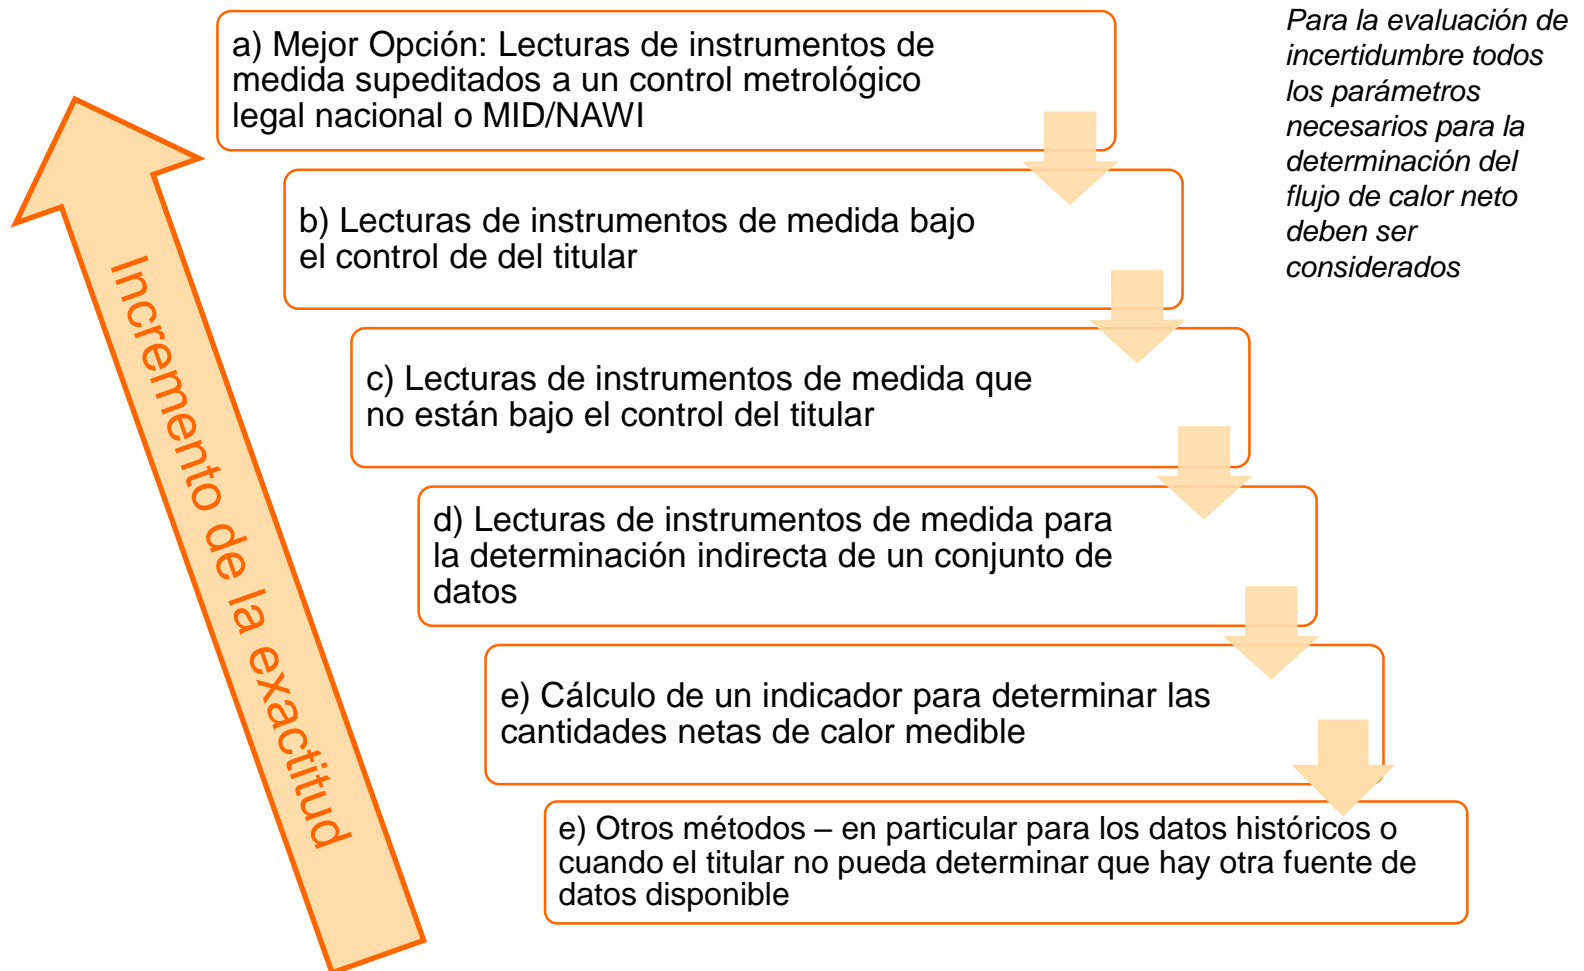 a) Mejor Opción: Lecturas de instrumentos de
medida supeditados a un control metrológico
legal nacional o MID/NAWI
Para la evaluación de
incertidumbre todos
los parámetros
necesarios para la
determinación del
flujo de calor neto
deben ser
considerados
b) Lecturas de instrumentos de medida bajo
el control de del titular
c) Lecturas de instrumentos de medida que
no están bajo el control del titular
d) Lecturas de instrumentos de medida para
la determinación indirecta de un conjunto de
datos
e) Cálculo de un indicador para determinar las
cantidades netas de calor medible
e) Otros métodos – en particular para los datos históricos o
cuando el titular no pueda determinar que hay otra fuente de
datos disponible
Incremento de la exactitud